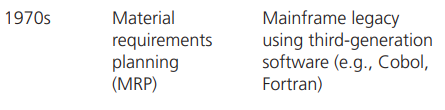 1970s Material Mainframe legacy
requirements using third-generation
planning software (e.g., Cobol,
(MRP) Fortran)